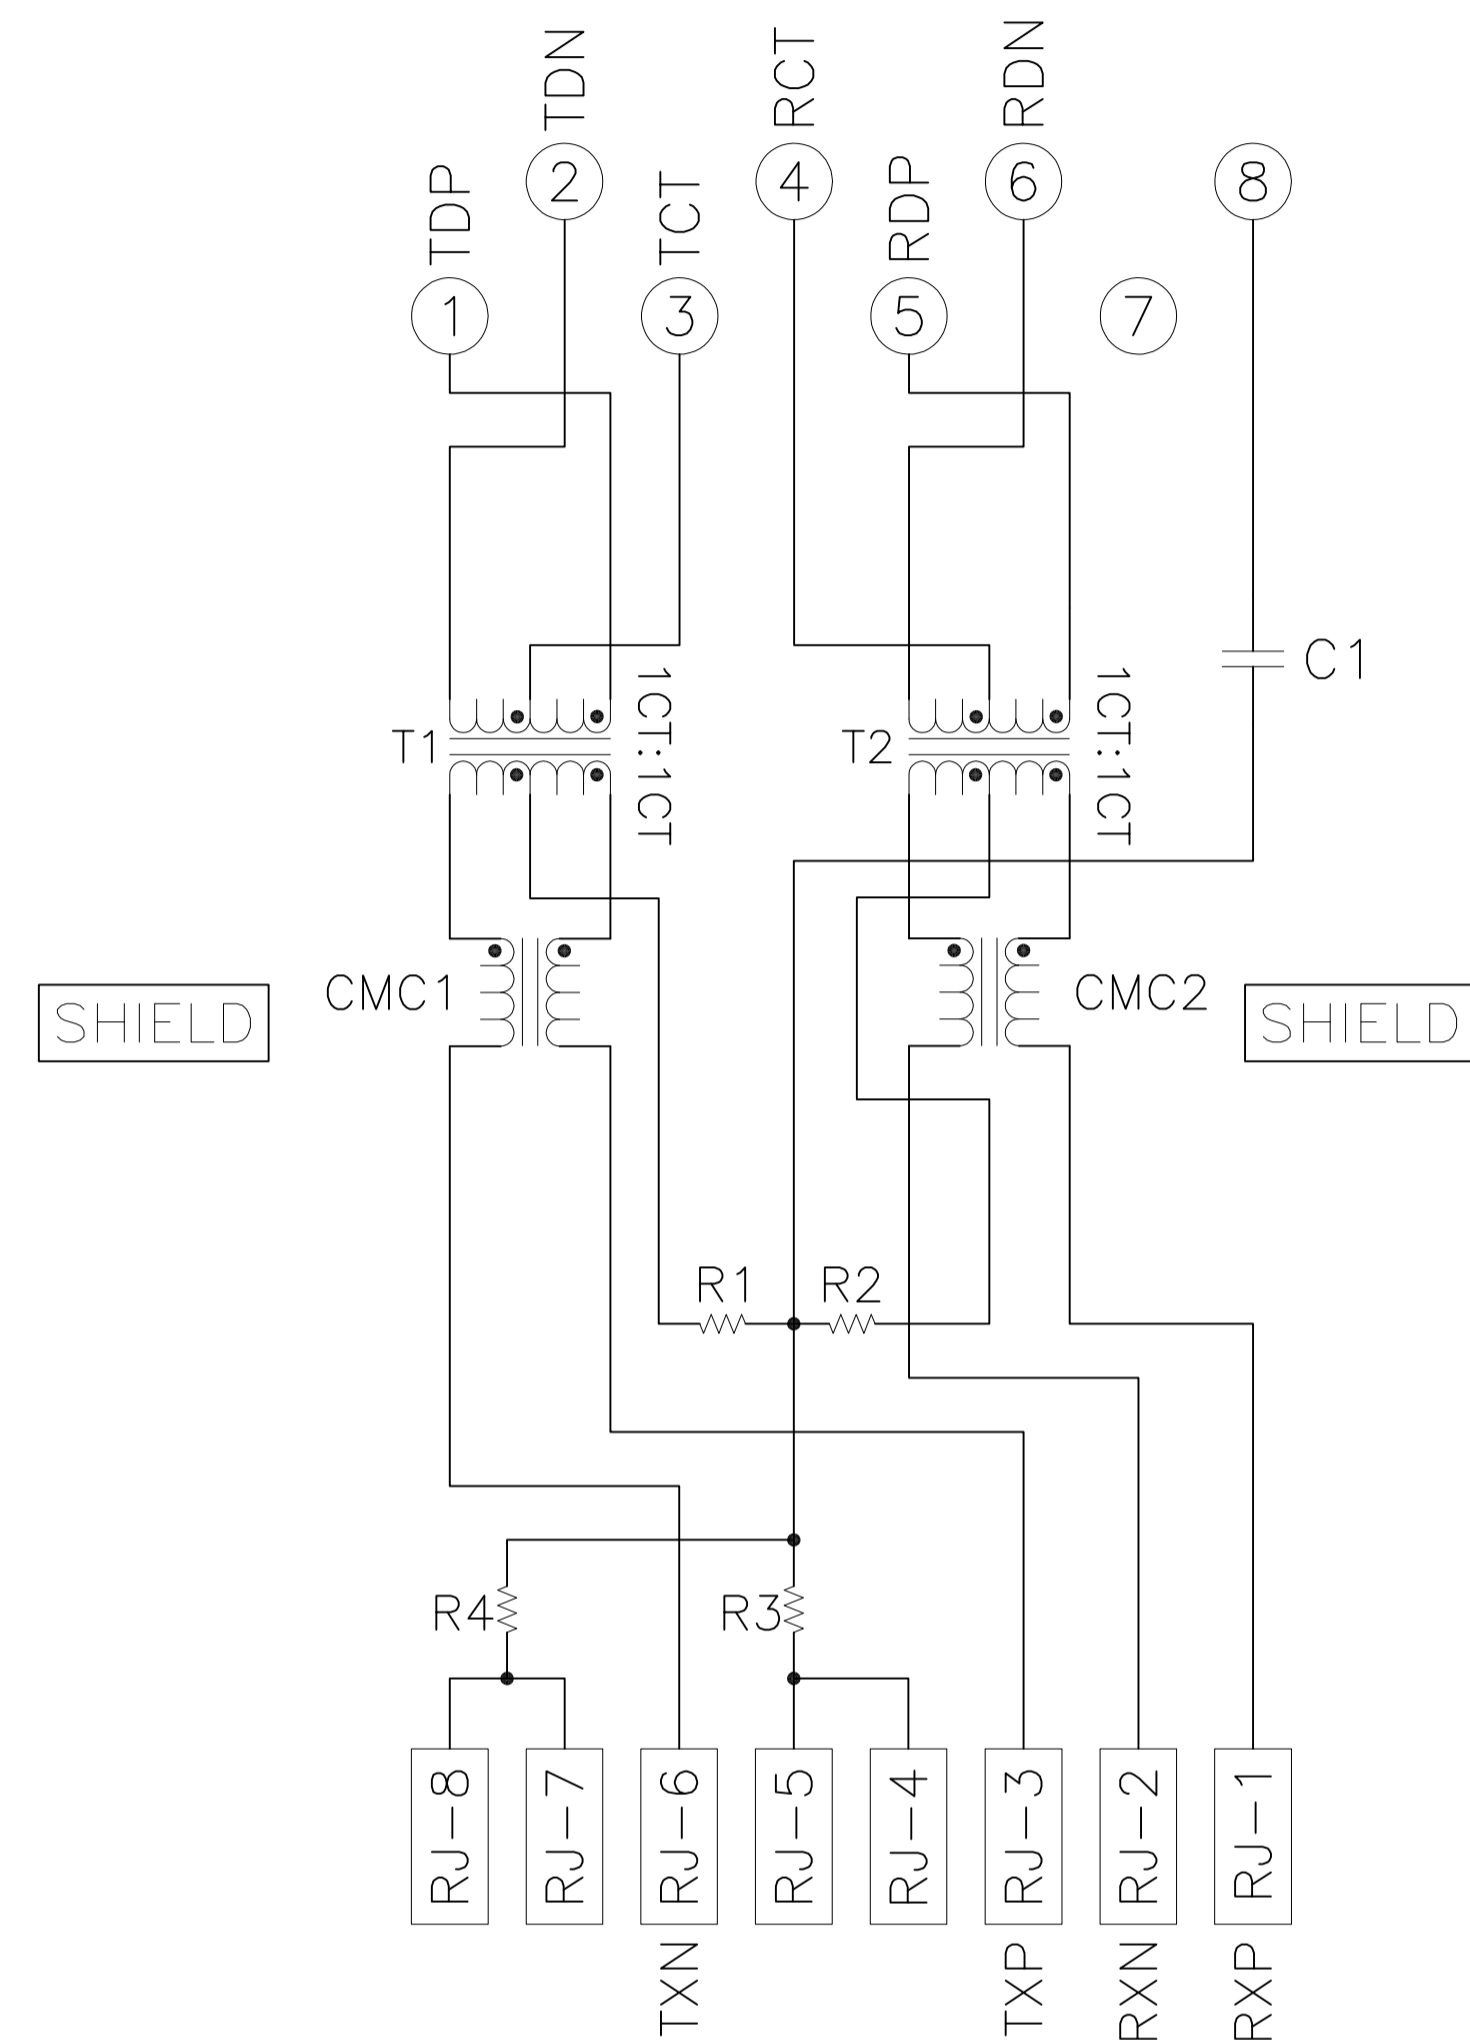 TDN
RCT
RDN
2
4
6
8
TDP
TCT
RDP
1
3
5
7
C1
T1
1CT:1CT
T2
1CT:1CT
CMC1
CMC2
SHIELD
SHIELD
R1
R2
R4
R3
RJ-8
RJ-7
RJ-6
RJ-5
RJ-4
RJ-3
RJ-2
RJ-1
TXN
TXP
RXN
RXP